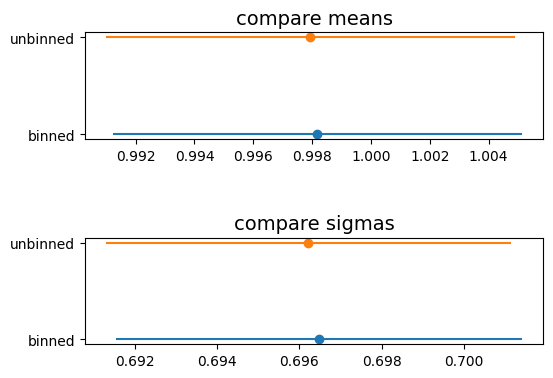 compare means
unbinned
binned
0.992 0.994 0.996 0.998 1.000 1.002 1.004
compare sigmas
unbinned
binned
0.692 0.694 0.696 0.698 0.700